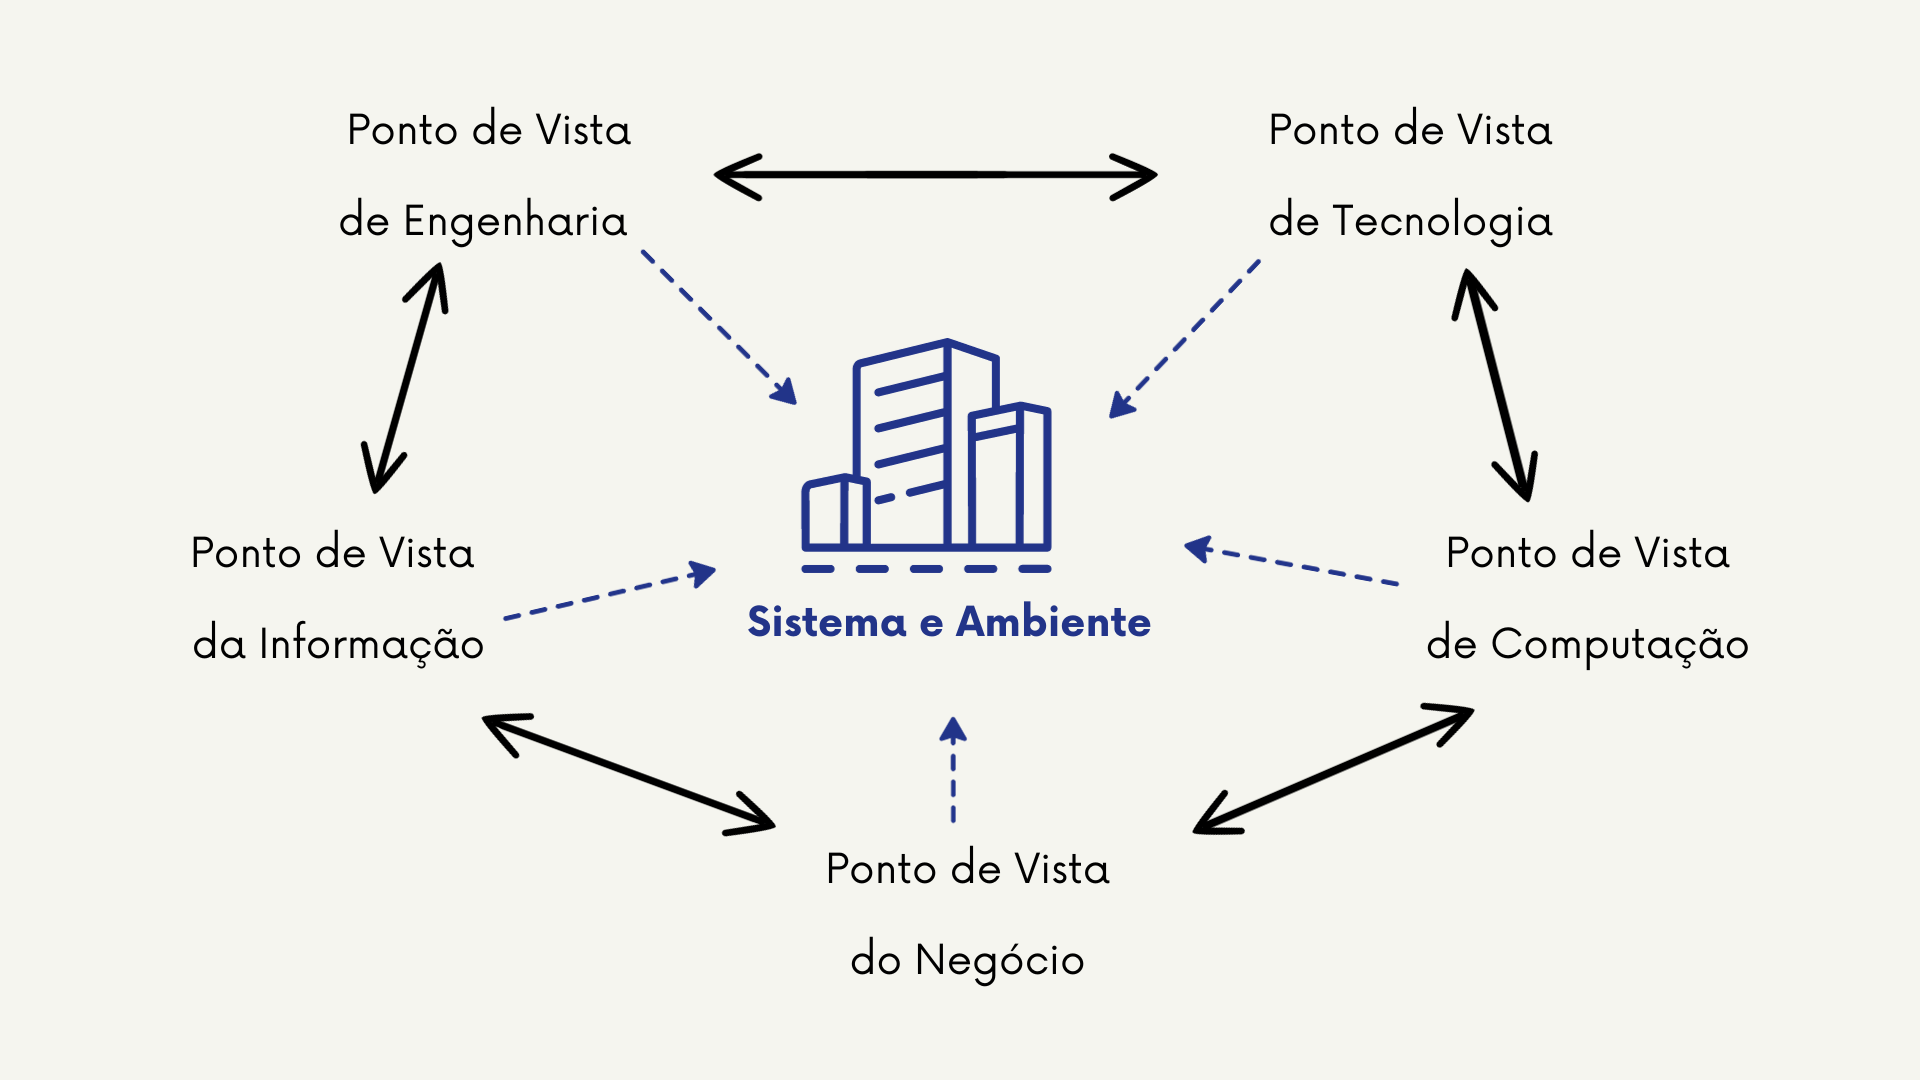 Ponto de Vista
de Engenharia
Ponto de Vista
de Tecnologia
Ponto de Vista
da Informação
Sistema e Ambiente
Ponto de Vista
de Computação
Ponto de Vista
do Negócio